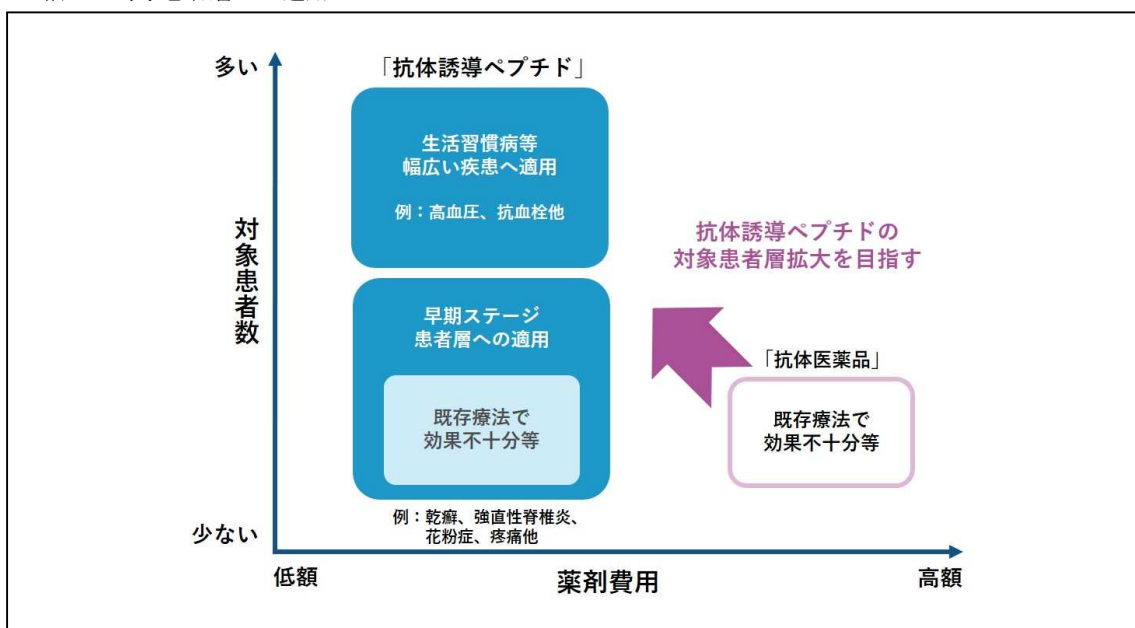 多い
「抗体誘導ペプチド」
生活習慣病等
幅広い疾患へ適用
例：高血圧、抗血栓他
対象患者数
抗体誘導ペプチドの
対象患者層拡大を目指す
早期ステージ
患者層への適用
「抗体医薬品」
既存療法で
効果不十分等
既存療法で
効果不十分等
例：乾癬、強直性脊椎炎、
花粉症、疼痛他
少ない
低額
薬剤費用
高額